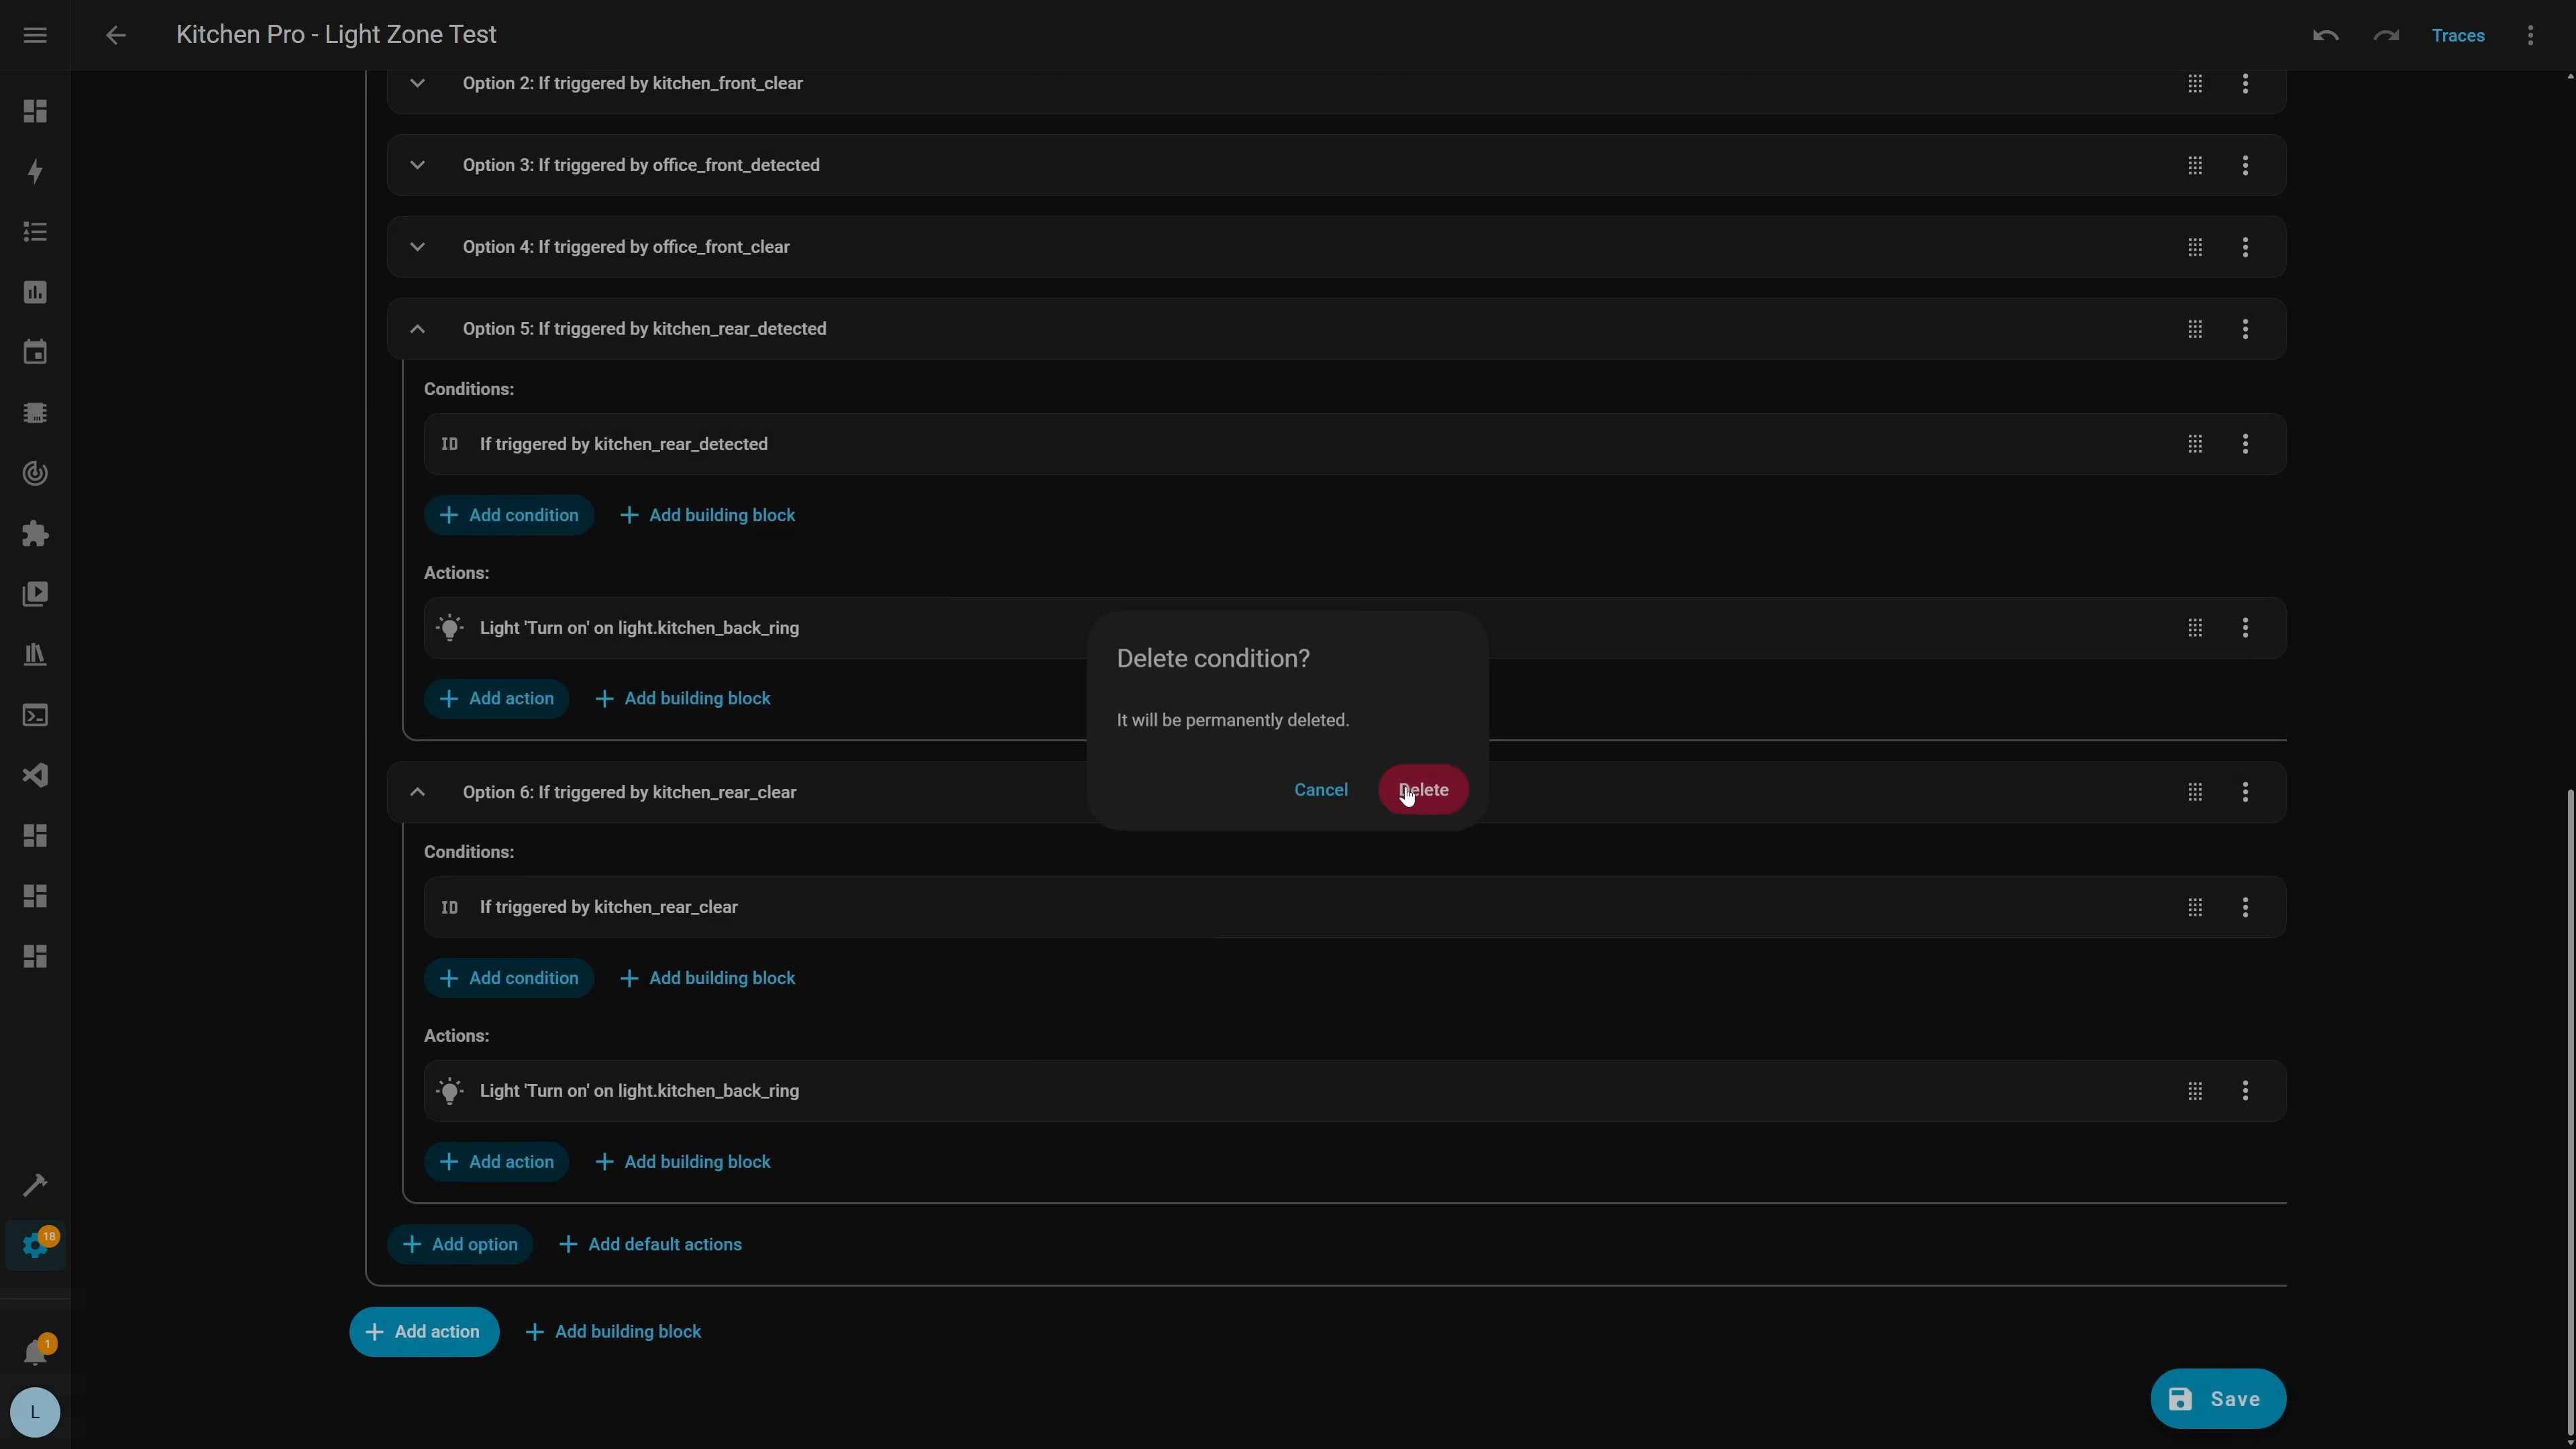 Kitchen Pro - Light Zone Test
Traces
Option 2: If triggered by kitchen_front_clear
Option 3: If triggered by office_front_detected
Option 4: If triggered by office_front_clear
Option 5: If triggered by kitchen_rear_detected
Conditions:
ID If triggered by kitchen_rear_detected
Add condition
Add building block
Actions:
Light 'Turn on' on light.kitchen_back_ring
Add action
Add building block
Delete condition?
It will be permanently deleted.
Cancel
Delete
Option 6: If triggered by kitchen_rear_clear
Conditions:
ID If triggered by kitchen_rear_clear
Add condition
Add building block
Actions:
Light 'Turn on' on light.kitchen_back_ring
Add action
Add building block
Add option
Add default actions
18
Add action
Add building block
1
L
Save